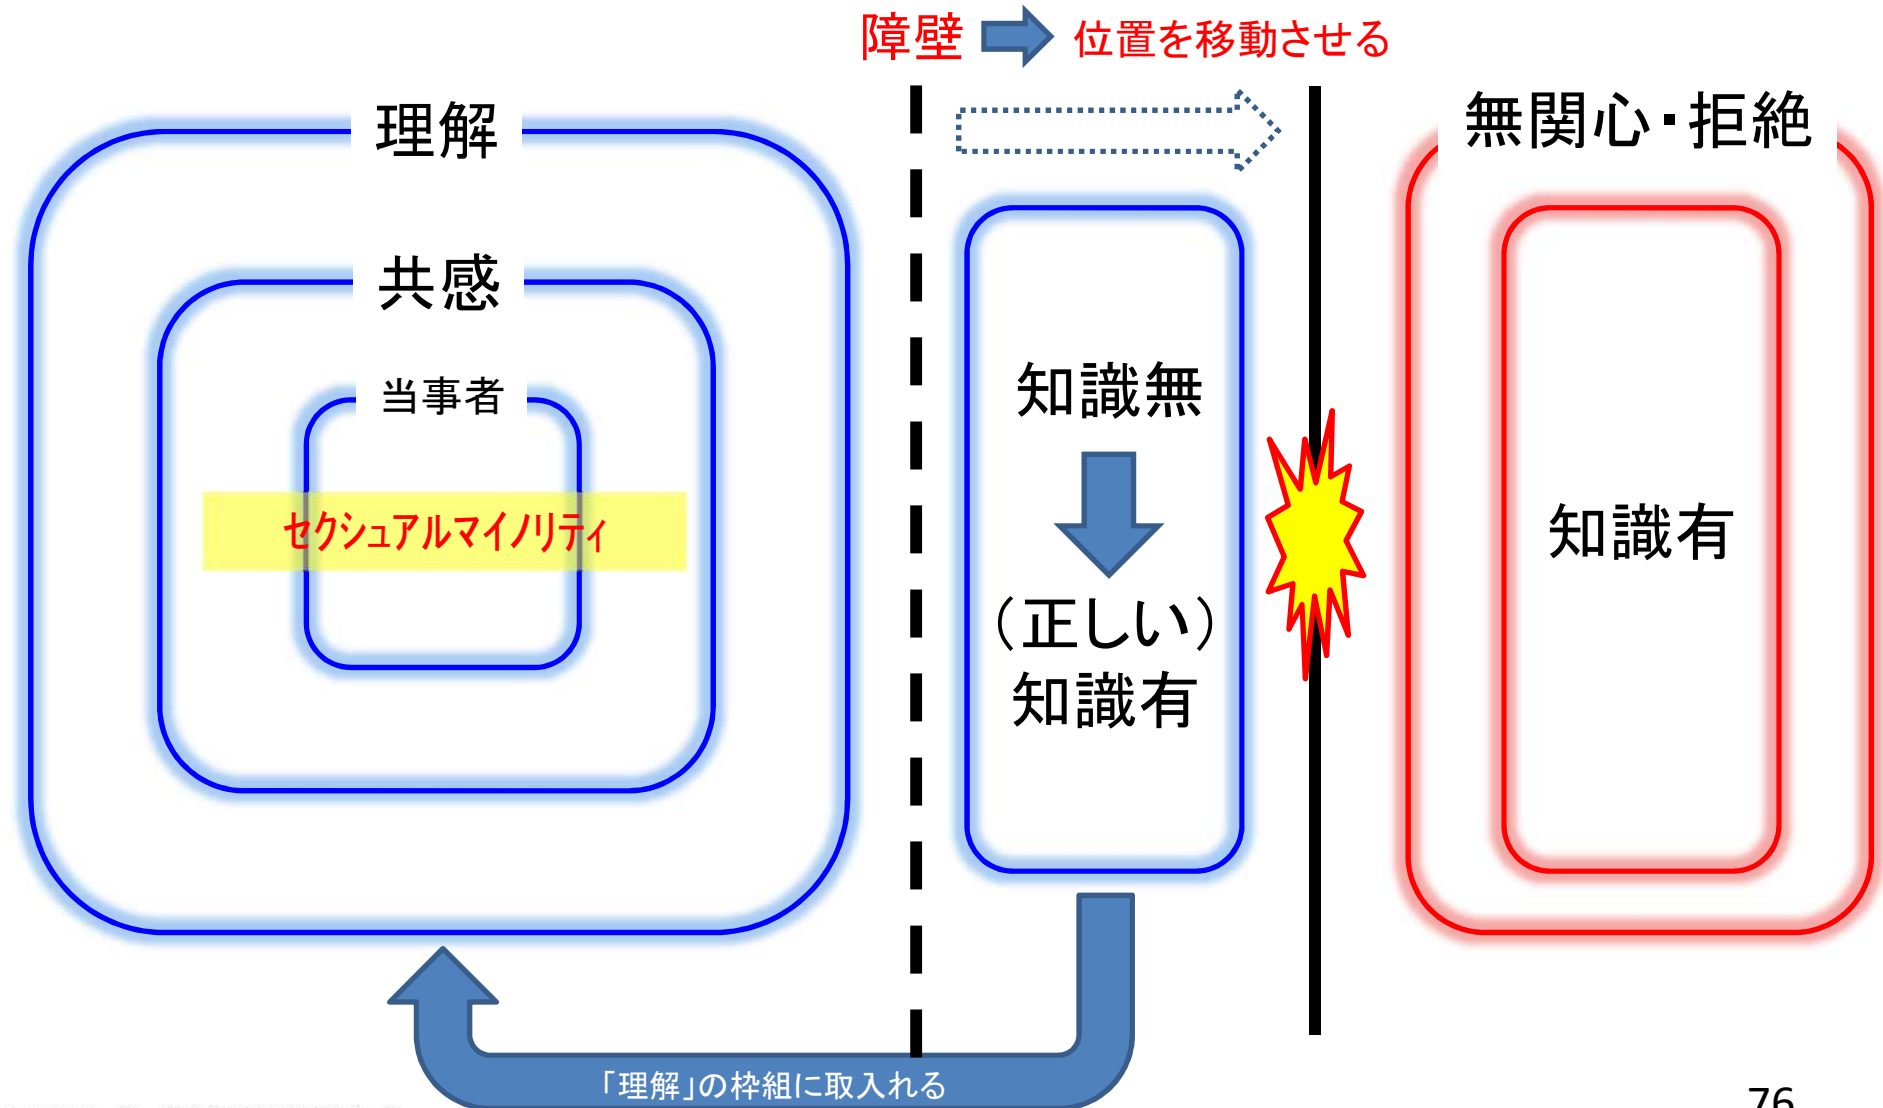 障壁
位置を移動させる
理解
無関心・拒絶
共感
当事者
セクシュアルマイノリティ
知識無
（正しい）
知識有
知識有
「理解」の枠組に取入れる
76